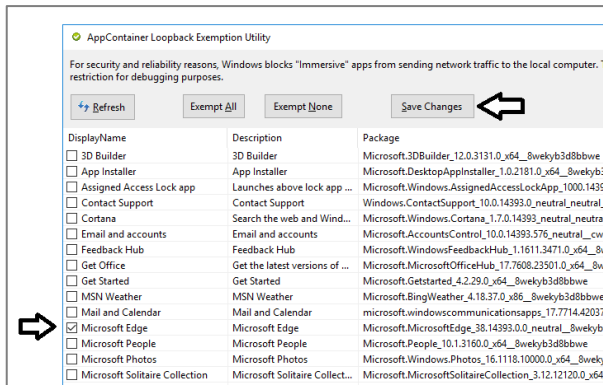 AppContainer Loopback Exemption Utility
For security and reliability reasons, Windows blocks "Immersive" apps from sending network traffic to the local computer.
restriction for debugging purposes.
Refresh Exempt All Exempt None Save Changes
DisplayName Description Package
3D Builder 3D Builder Microsoft.3DBuilder_12.0.3131.0_x64__8wekyb3d8bbwe
App Installer App Installer Microsoft.DesktopAppInstaller_1.0.2181.0_x64__8wekyb3d8bbwe
Assigned Access Lock app Launches above lock app ... Microsoft.Windows.AssignedAccessLockApp_1000.1439
Contact Support Contact Support Windows.ContactSupport_10.0.14393.0_neutral_neutral_
Cortana Search the web and Wind... Microsoft.Windows.Cortana_1.7.0.14393_neutral_neutra
Email and accounts Email and accounts Microsoft.AccountsControl_10.0.14393.576_neutral__cw
Feedback Hub Feedback Hub Microsoft.WindowsFeedbackHub_1.1611.3471.0_x64__8w
Get Office Get the latest versions of ... Microsoft.MicrosoftOfficeHub_17.7608.23501.0_x64__8w
Get Started Get Started Microsoft.Getstarted_4.2.29.0_x64__8wekyb3d8bbwe
MSN Weather MSN Weather Microsoft.BingWeather_4.18.37.0_x86__8wekyb3d8bbwe
Mail and Calendar Mail and Calendar microsoft.windowscommunicationsapps_17.7714.42037
Microsoft Edge Microsoft Edge Microsoft.MicrosoftEdge_38.14393.0.0_neutral__8wekyb
Microsoft People Microsoft People Microsoft.People_10.1.3160.0_x64__8wekyb3d8bbwe
Microsoft Photos Microsoft Photos Microsoft.Windows.Photos_16.1118.10000.0_x64__8weky
Microsoft Solitaire Collection Microsoft Solitaire Collect... Microsoft.MicrosoftSolitaireCollection_3.12.12120.0_x64